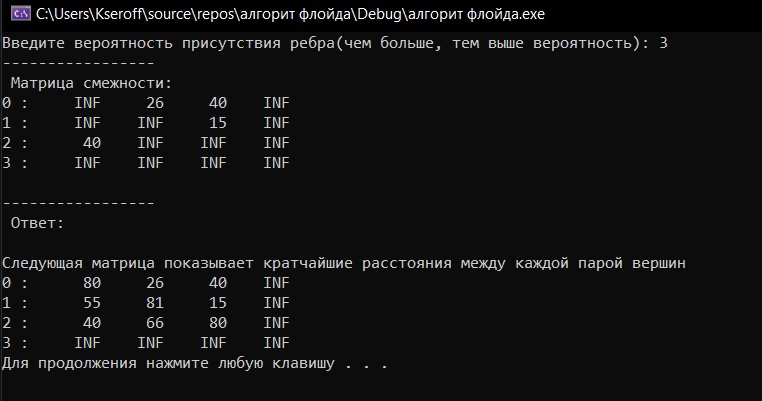 C:\Users\Kseroff\source\repos\алгорит флойда\Debug\алгорит флойда.exe
Введите вероятность присутствия ребра(чем больше, тем выше вероятность): 3
-----------------
Матрица смежности:
0 : INF 26 40 INF
1 : INF INF 15 INF
2 : 40 INF INF INF
3 : INF INF INF INF
-----------------
Ответ:
Следующая матрица показывает кратчайшие расстояния между каждой парой вершин
0 : 80 26 40 INF
1 : 55 81 15 INF
2 : 40 66 80 INF
3 : INF INF INF INF
Для продолжения нажмите любую клавишу . . .